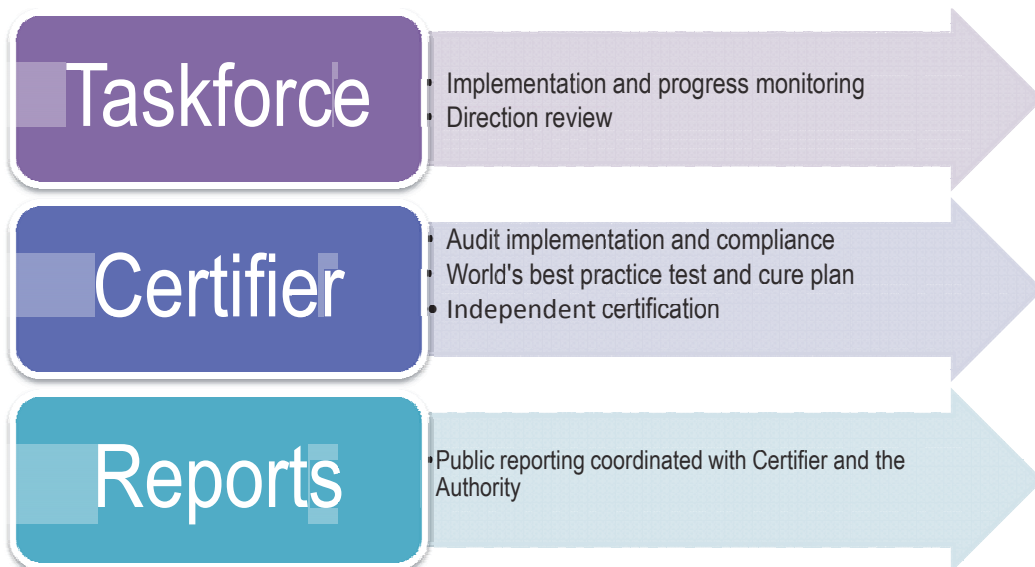 Taskforce
• Implementation and progress monitoring
• Direction review
Certifier
• Audit implementation and compliance
• World's best practice test and cure plan
• Independent certification
Reports
•Public reporting coordinated with Certifier and the
Authority